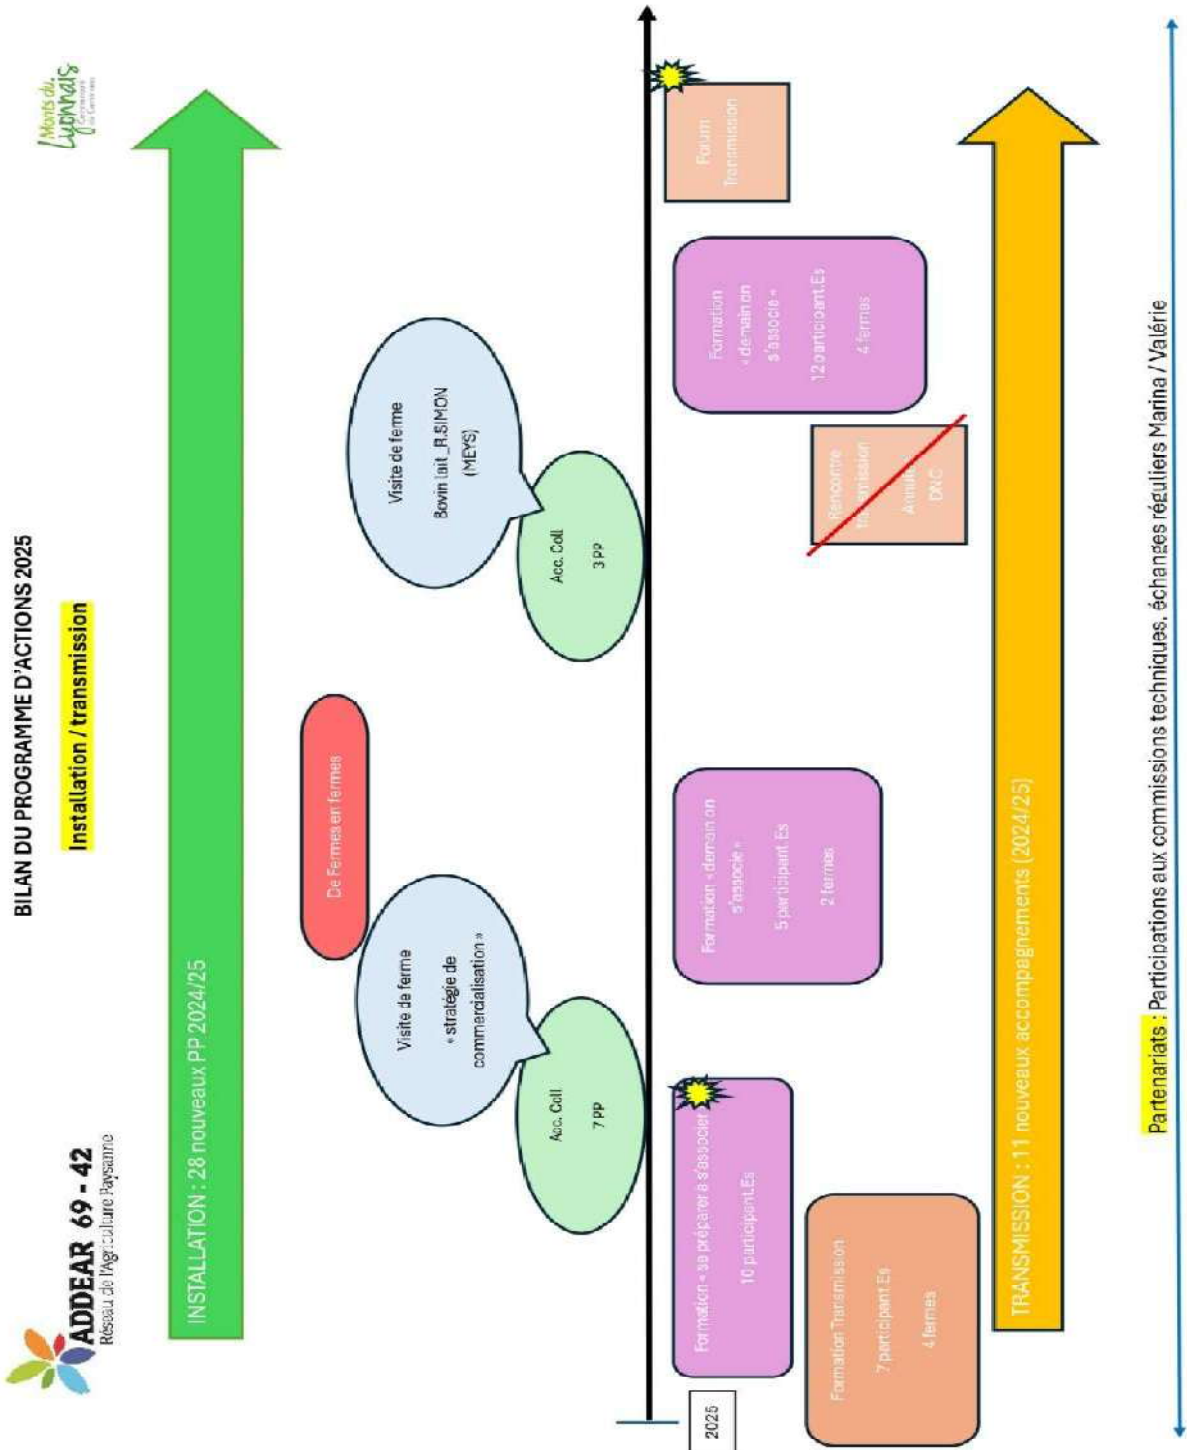 BILAN DU PROGRAMME D'ACTIONS 2025
Installation / transmission
ADDEAR 69 - 42
Réseau de l'Agriculture Paysanne
Monts du
Lyonnais
INSTALLATION : 28 nouveaux PP 2024/25
De Fermes en fermes
Visite de ferme
« stratégie de
commercialisation »
Acc. Coll
7 PP
Visite de ferme
Bovin lait_R.SIMON
(MEYS)
Acc. Coll
3 PP
2025
Formation « se préparer à s'associer
10 participant.Es
Formation Transmission
7 participant.Es
4 fermes
Formation « demain on
s'associe »
5 participant.Es
2 fermes
Rencontre
transmission
Annulé
DNC
Formation
« demain on
s'associe »
12 participant.Es
4 fermes
Forum
Transmission
TRANSMISSION : 11 nouveaux accompagnements (2024/25)
Partenariats : Participations aux commissions techniques, échanges réguliers Marina / Valérie